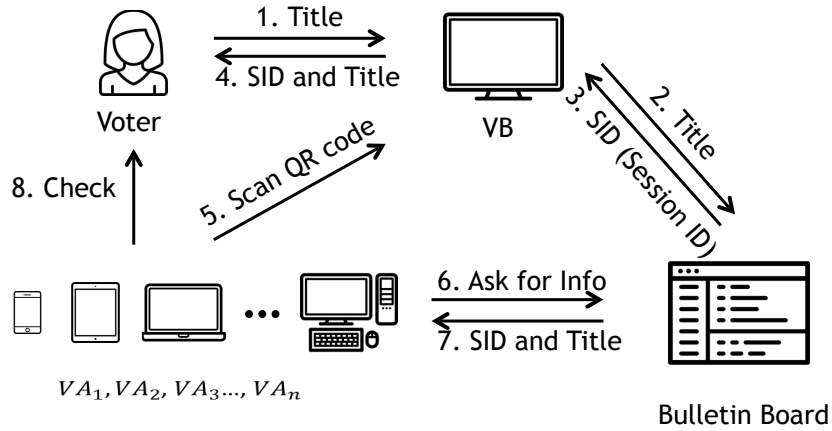 1. Title
4. SID and Title
Voter
VB
2. Title
3. SID (Session ID)
5. Scan QR code
8. Check
6. Ask for Info
7. SID and Title
VA₁, VA₂, VA₃..., VAₙ
Bulletin Board